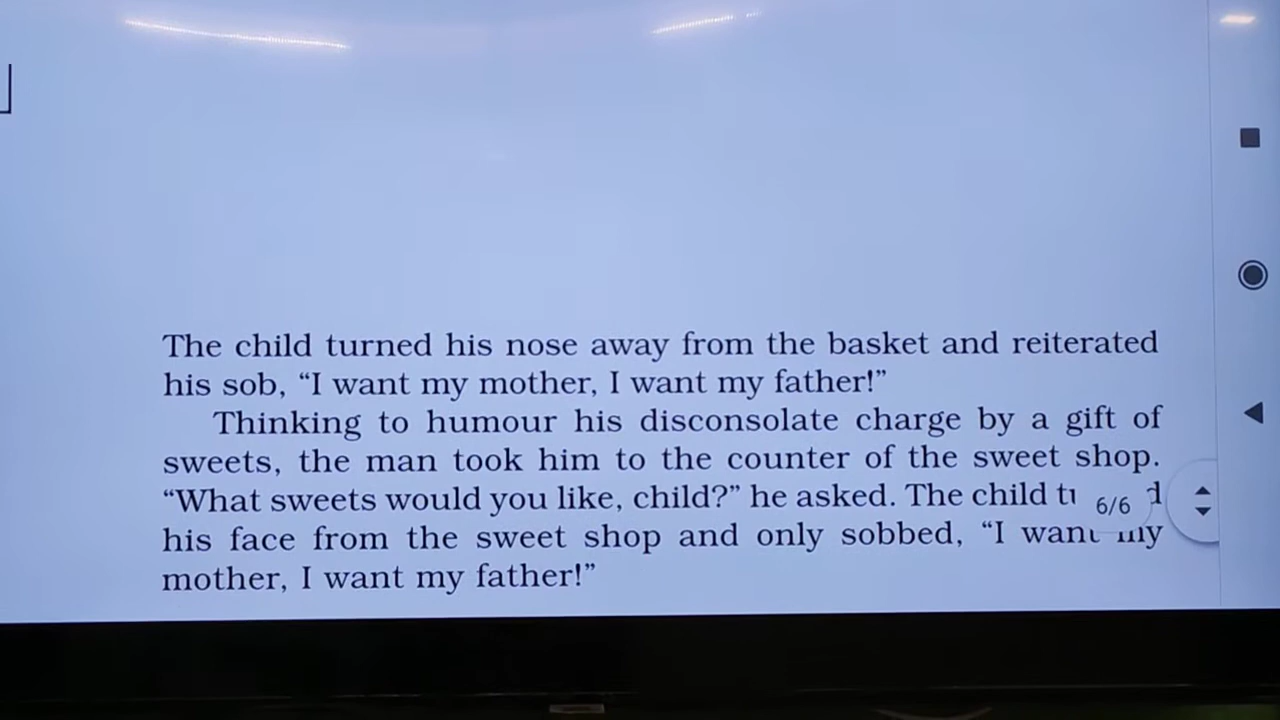 The child turned his nose away from the basket and reiterated
his sob, “I want my mother, I want my father!”
Thinking to humour his disconsolate charge by a gift of
sweets, the man took him to the counter of the sweet shop.
“What sweets would you like, child?” he asked. The child
6/6
his face from the sweet shop and only sobbed, “I want my
mother, I want my father!”